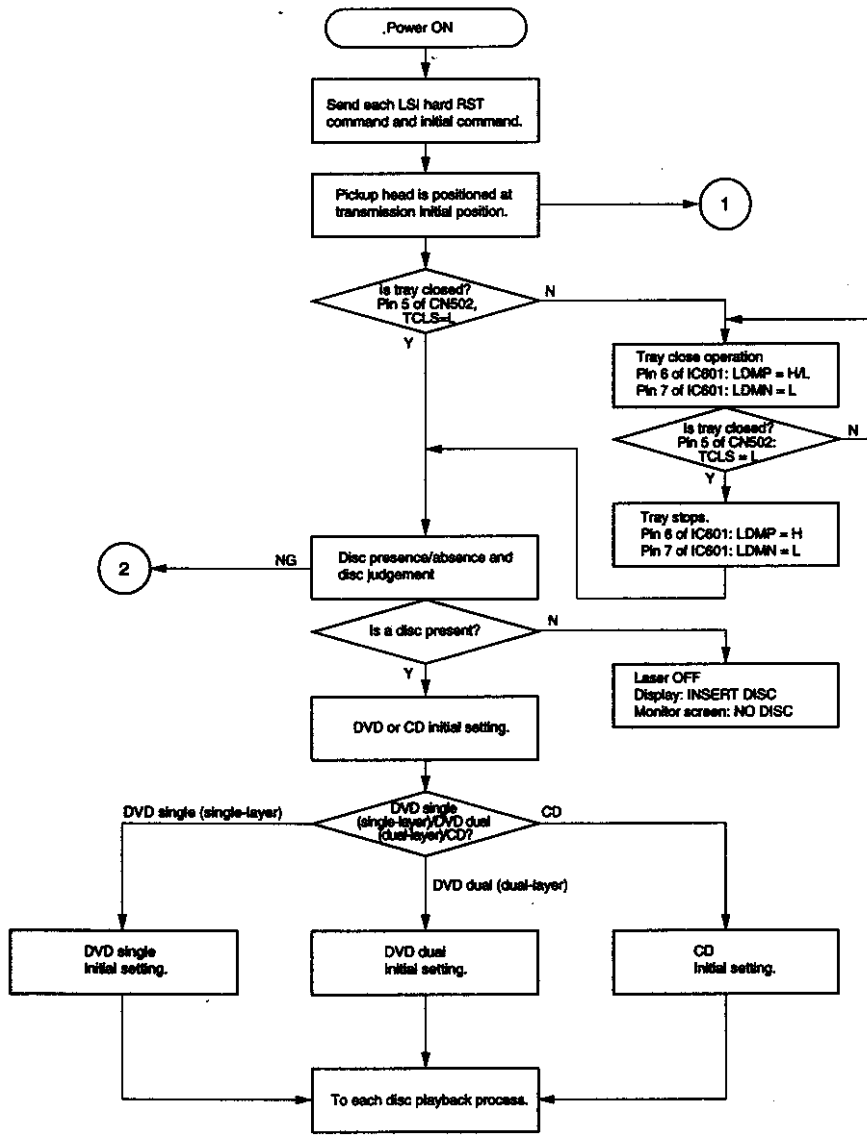 Power ON
Send each LSI hard RST
command and initial command.
Pickup head is positioned at
transmission initial position.
1
Is tray closed?
Pin 5 of CN502,
TCLS=L
N
Y
Tray close operation
Pin 6 of IC601: LDMP = H/L
Pin 7 of IC601: LDMN = L
Is tray closed?
Pin 5 of CN502:
TCLS = L
N
Y
Tray stops.
Pin 6 of IC601: LDMP = H
Pin 7 of IC601: LDMN = L
2
NG
Disc presence/absence and
disc judgement
Is a disc present?
N
Y
Laser OFF
Display: INSERT DISC
Monitor screen: NO DISC
DVD or CD initial setting.
DVD single (single-layer)
DVD single
(single-layer)/DVD dual
(dual-layer)/CD?
CD
DVD dual (dual-layer)
DVD single
initial setting.
DVD dual
initial setting.
CD
Initial setting.
To each disc playback process.